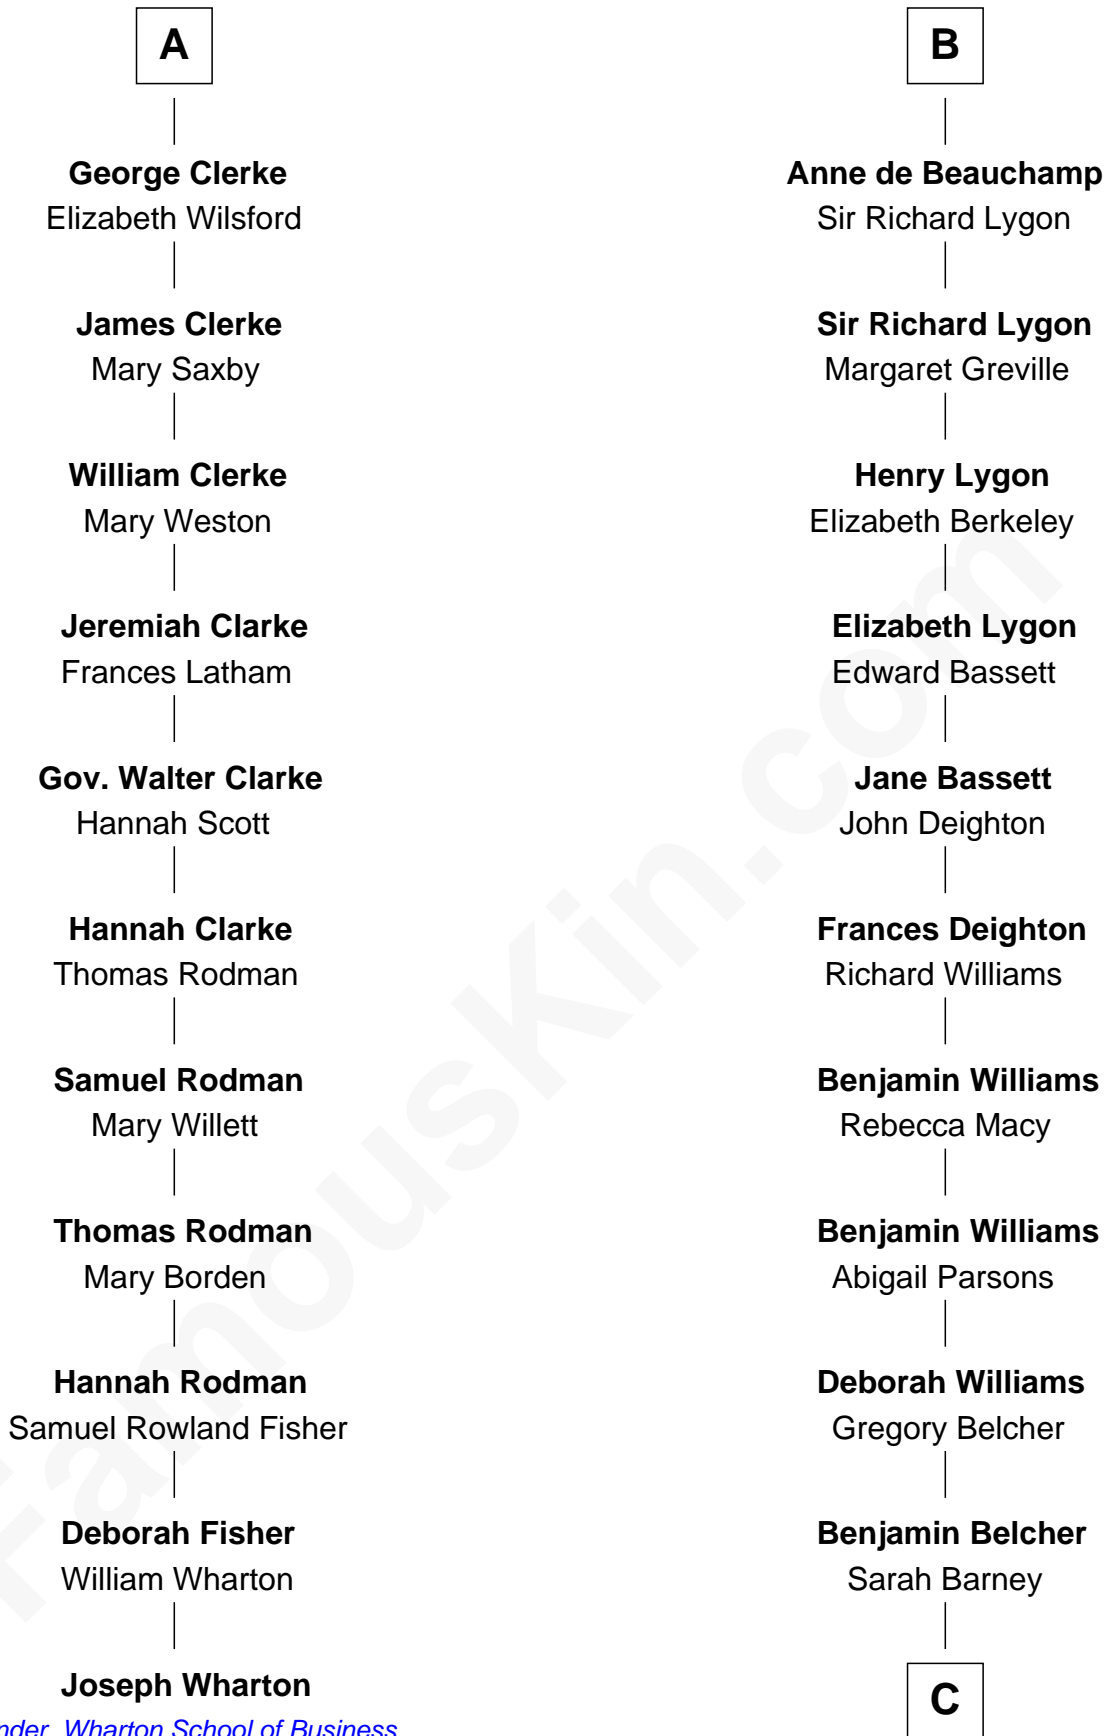 A
George Clerke
Elizabeth Wilsford
James Clerke
Mary Saxby
William Clerke
Mary Weston
Jeremiah Clarke
Frances Latham
Gov. Walter Clarke
Hannah Scott
Hannah Clarke
Thomas Rodman
Samuel Rodman
Mary Willett
Thomas Rodman
Mary Borden
Hannah Rodman
Samuel Rowland Fisher
Deborah Fisher
William Wharton
Joseph Wharton
Wharton School of Business
B
Anne de Beauchamp
Sir Richard Lygon
Sir Richard Lygon
Margaret Greville
Henry Lygon
Elizabeth Berkeley
Elizabeth Lygon
Edward Bassett
Jane Bassett
John Deighton
Frances Deighton
Richard Williams
Benjamin Williams
Rebecca Macy
Benjamin Williams
Abigail Parsons
Deborah Williams
Gregory Belcher
Benjamin Belcher
Sarah Barney
C
FamousKin.com